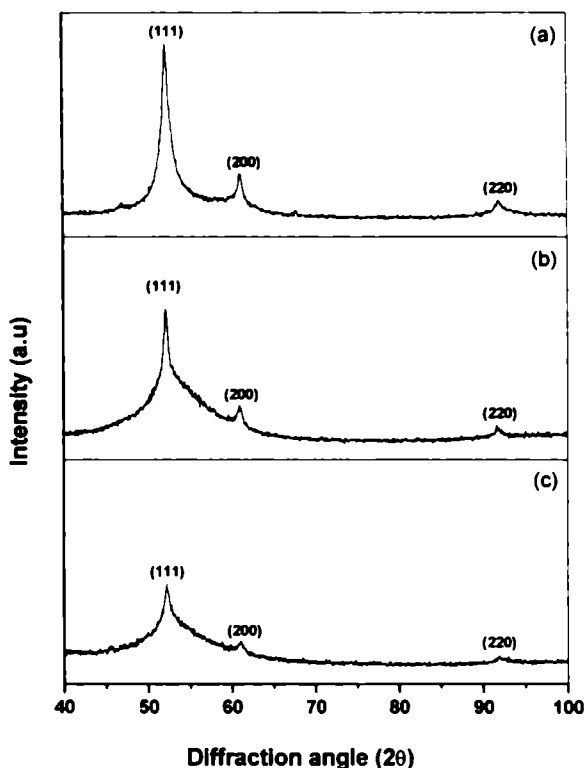 (111)
(a)
(200)
(220)
(111)
(b)
(200)
(220)
(c)
(111)
(200)
(220)
40 50 60 70 80 90 100
Intensity (a.u)
Diffraction angle (2θ)